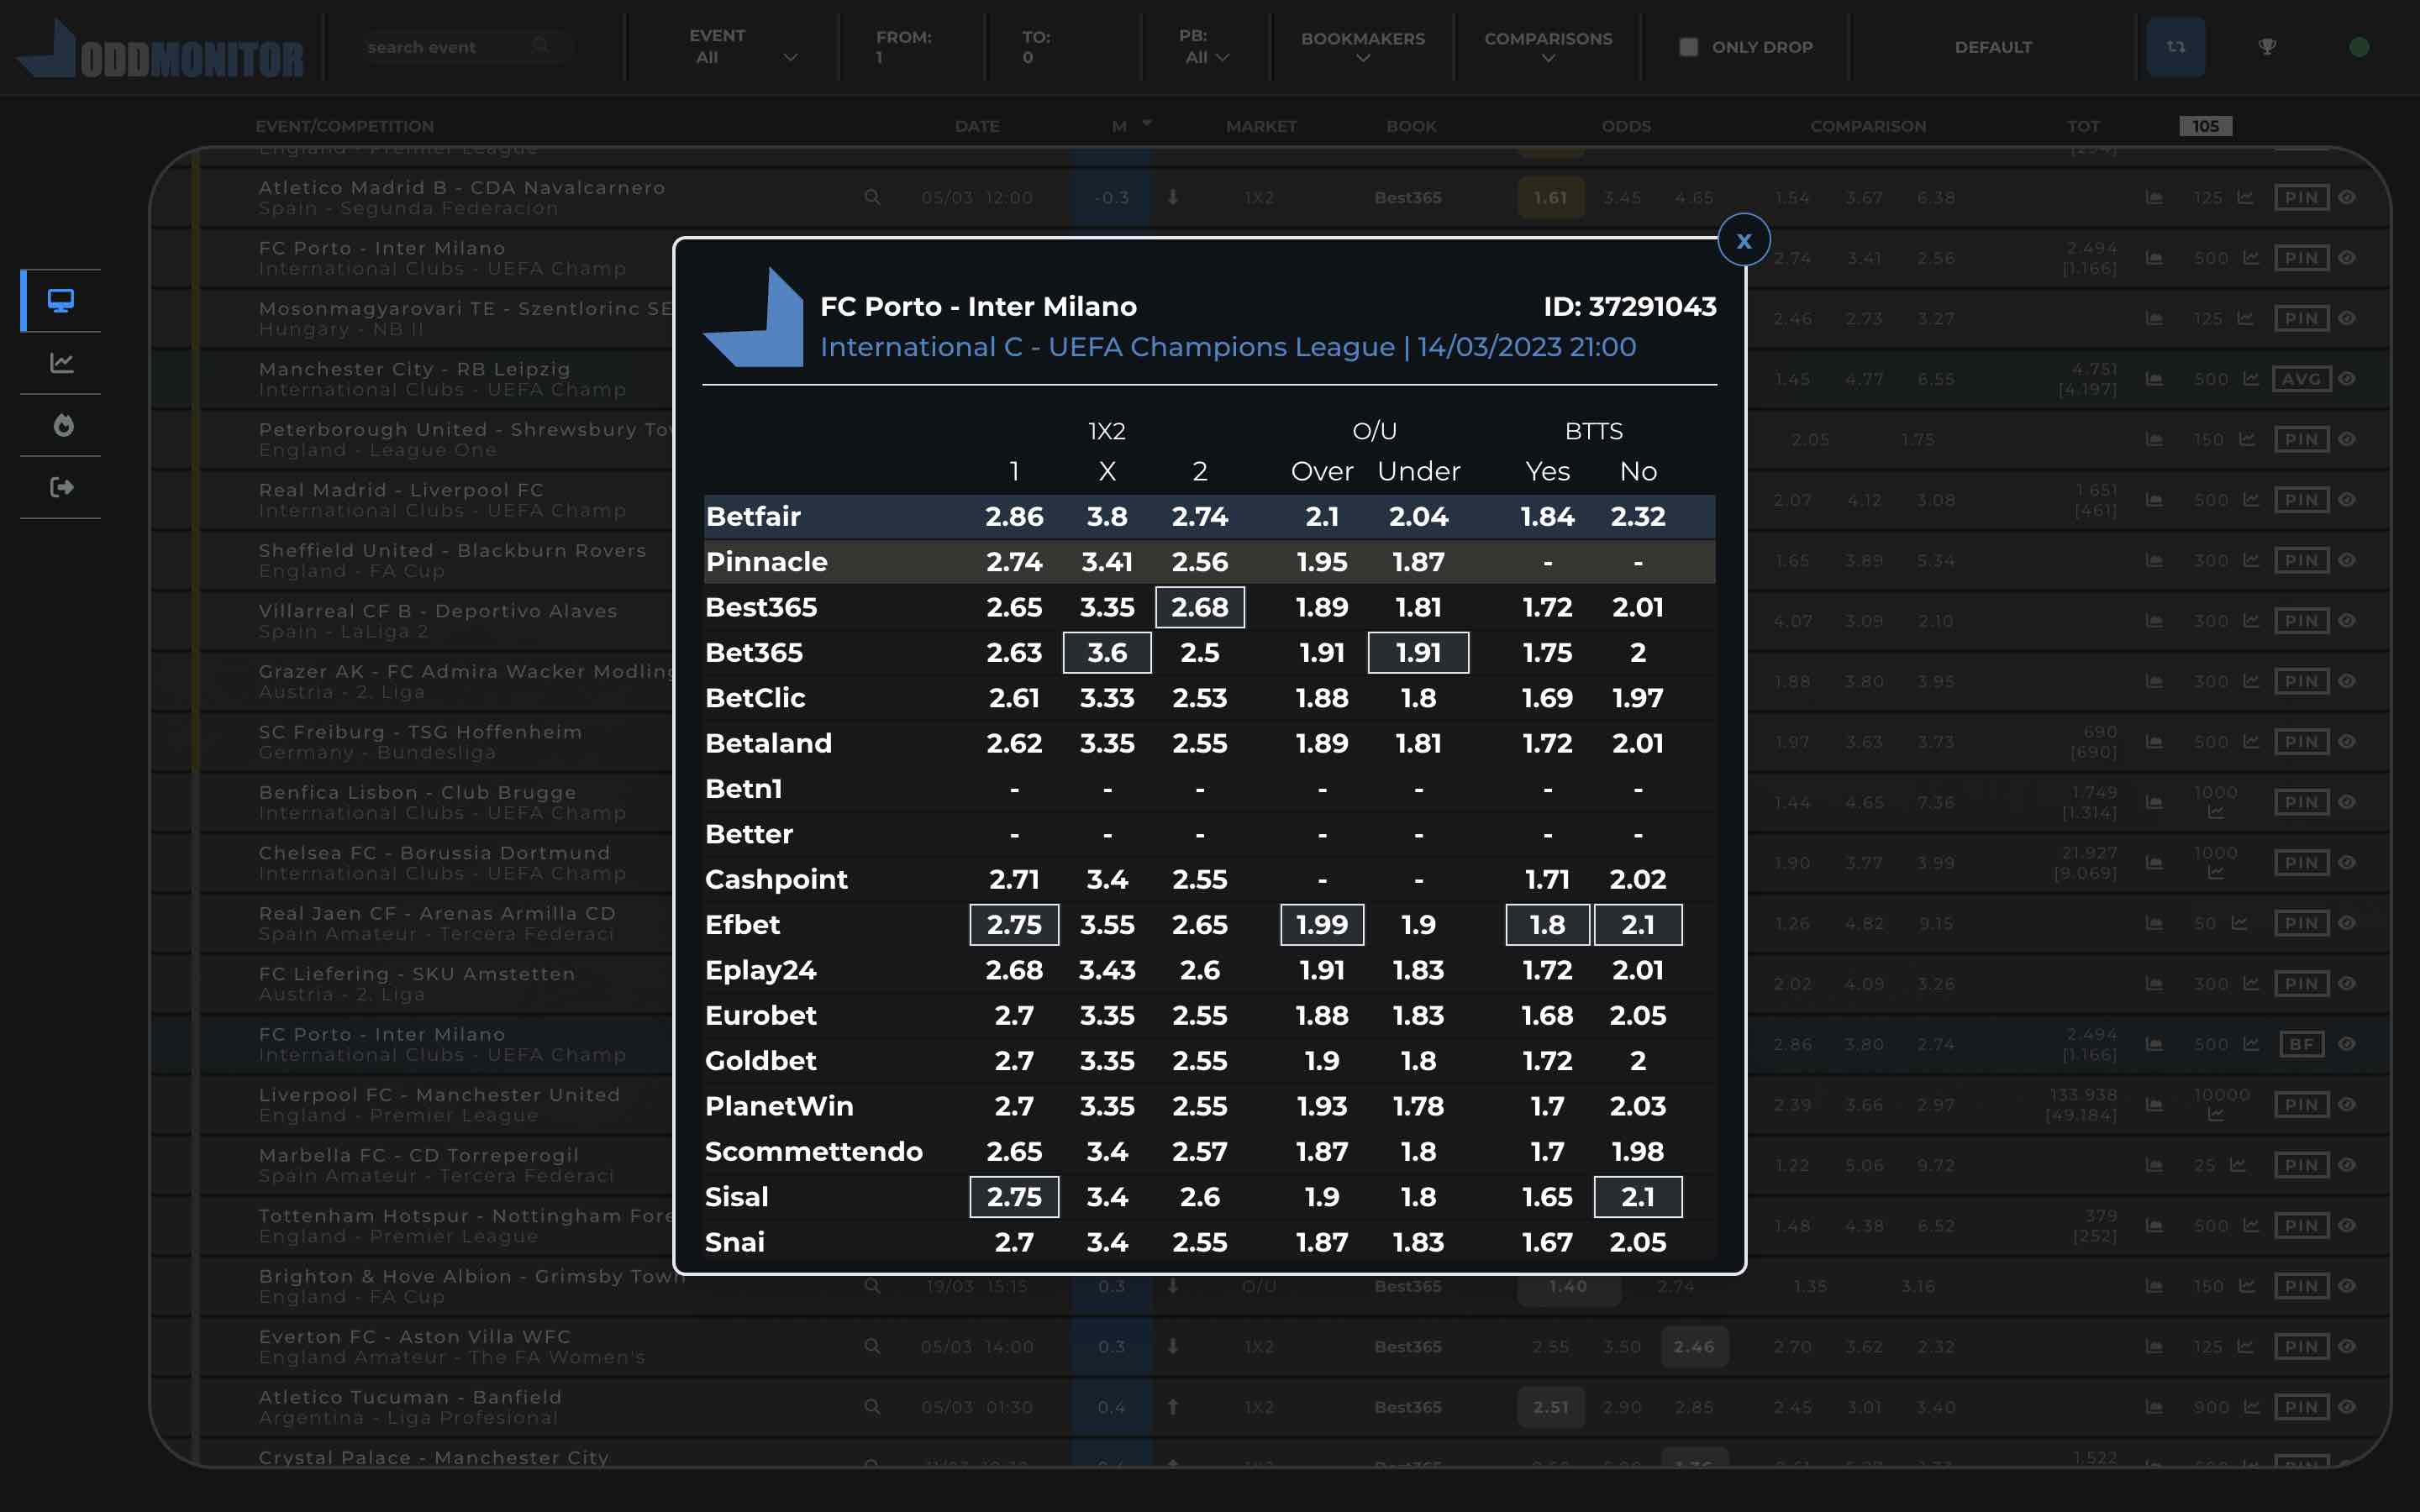 ODDMONITOR
search event
EVENT
All
FROM:
1
TO:
0
PB:
All
BOOKMAKERS
COMPARISONS
ONLY DROP
DEFAULT
EVENT/COMPETITION DATE M MARKET BOOK ODDS COMPARISON TOT 105
England - Premier League
Atletico Madrid B - CDA Navalcarnero
Spain - Segunda Federacion
05/03 12:00 -0.3 1X2 Best365 1.61 3.45 4.65 1.54 3.67 6.38 125 PIN
FC Porto - Inter Milano
International Clubs - UEFA Champ
2.74 3.41 2.56 2.494 [1.166] 500 PIN
Mosonmagyarovari TE - Szentlorinc SE
Hungary - NB II
2.46 2.73 3.27 125 PIN
Manchester City - RB Leipzig
International Clubs - UEFA Champ
1.45 4.77 6.55 4.751 [4.197] 500 AVG
Peterborough United - Shrewsbury
England - League One
2.05 1.75 150 PIN
Real Madrid - Liverpool FC
International Clubs - UEFA Champ
2.07 4.12 3.08 1.651 [461] 500 PIN
Sheffield United - Blackburn Rovers
England - FA Cup
1.65 3.89 5.34 300 PIN
Villarreal CF B - Deportivo Alaves
Spain - LaLiga 2
4.07 3.09 2.10 300 PIN
Grazer AK - FC Admira Wacker Modling
Austria - 2. Liga
1.88 3.80 3.95 300 PIN
SC Freiburg - TSG Hoffenheim
Germany - Bundesliga
1.97 3.63 3.73 690 [690] 500 PIN
Benfica Lisbon - Club Brugge
International Clubs - UEFA Champ
1.44 4.65 7.36 1.749 [1.314] 1000 PIN
Chelsea FC - Borussia Dortmund
International Clubs - UEFA Champ
1.90 3.77 3.99 21.927 [9.069] 1000 PIN
Real Jaen CF - Arenas Armilla CD
Spain Amateur - Tercera Federaci
1.26 4.82 9.15 50 PIN
FC Liefering - SKU Amstetten
Austria - 2. Liga
2.02 4.09 3.26 300 PIN
FC Porto - Inter Milano
International Clubs - UEFA Champ
2.86 3.80 2.74 2.494 [1.166] 500 BF
Liverpool FC - Manchester United
England - Premier League
2.39 3.66 2.97 133.938 [49.184] 10000 PIN
Marbella FC - CD Torreperogil
Spain Amateur - Tercera Federaci
1.22 5.06 9.72 25 PIN
Tottenham Hotspur - Nottingham Fore
England - Premier League
1.48 4.38 6.52 379 [252] 500 PIN
Brighton & Hove Albion - Grimsby Town
England - FA Cup
19/03 15:15 0.3 O/U Best365 1.40 2.74 1.35 3.16 150 PIN
Everton FC - Aston Villa WFC
England Amateur - The FA Women's
05/03 14:00 0.3 1X2 Best365 2.55 3.50 2.46 2.70 3.62 2.32 125 PIN
Atletico Tucuman - Banfield
Argentina - Liga Profesional
05/03 01:30 0.4 1X2 Best365 2.51 2.90 2.85 2.45 3.01 3.40 900 PIN
Crystal Palace - Manchester City
1.522
x
FC Porto - Inter Milano ID: 37291043
International C - UEFA Champions League | 14/03/2023 21:00
1X2 O/U BTTS
1 X 2 Over Under Yes No
Betfair 2.86 3.8 2.74 2.1 2.04 1.84 2.32
Pinnacle 2.74 3.41 2.56 1.95 1.87 - -
Best365 2.65 3.35 2.68 1.89 1.81 1.72 2.01
Bet365 2.63 3.6 2.5 1.91 1.91 1.75 2
BetClic 2.61 3.33 2.53 1.88 1.8 1.69 1.97
Betaland 2.62 3.35 2.55 1.89 1.81 1.72 2.01
Betn1 - - - - - - -
Better - - - - - - -
Cashpoint 2.71 3.4 2.55 - - 1.71 2.02
Efbet 2.75 3.55 2.65 1.99 1.9 1.8 2.1
Eplay24 2.68 3.43 2.6 1.91 1.83 1.72 2.01
Eurobet 2.7 3.35 2.55 1.88 1.83 1.68 2.05
Goldbet 2.7 3.35 2.55 1.9 1.8 1.72 2
PlanetWin 2.7 3.35 2.55 1.93 1.78 1.7 2.03
Scommettendo 2.65 3.4 2.57 1.87 1.8 1.7 1.98
Sisal 2.75 3.4 2.6 1.9 1.8 1.65 2.1
Snai 2.7 3.4 2.55 1.87 1.83 1.67 2.05